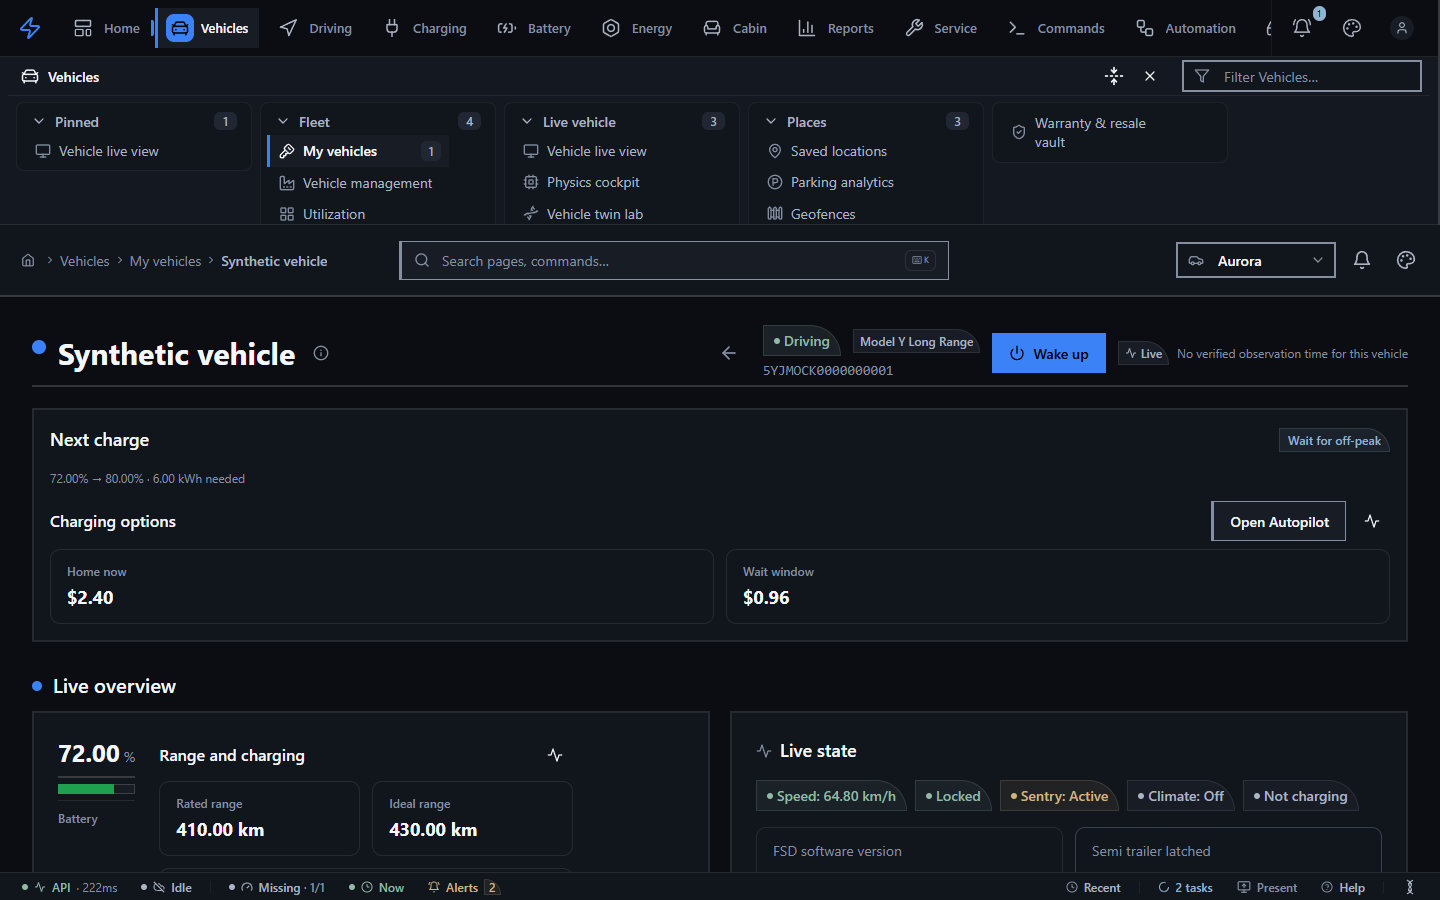 Home
Vehicles
Driving
Charging
Battery
Energy
Cabin
Reports
Service
Commands
Automation
1
Vehicles
Filter Vehicles...
Pinned 1
Vehicle live view
Fleet 4
My vehicles 1
Vehicle management
Utilization
Live vehicle 3
Vehicle live view
Physics cockpit
Vehicle twin lab
Places 3
Saved locations
Parking analytics
Geofences
Warranty & resale
vault
Vehicles > My vehicles > Synthetic vehicle
Search pages, commands...
K
Aurora
Synthetic vehicle
Driving
Model Y Long Range
5YJMOCK0000000001
Wake up
Live
No verified observation time for this vehicle
Next charge
Wait for off-peak
72.00% → 80.00% · 6.00 kWh needed
Charging options
Open Autopilot
Home now
$2.40
Wait window
$0.96
Live overview
72.00 %
Battery
Range and charging
Rated range
410.00 km
Ideal range
430.00 km
Live state
Speed: 64.80 km/h
Locked
Sentry: Active
Climate: Off
Not charging
FSD software version
Semi trailer latched
API · 222ms
Idle
Missing · 1/1
Now
Alerts 2
Recent
2 tasks
Present
Help